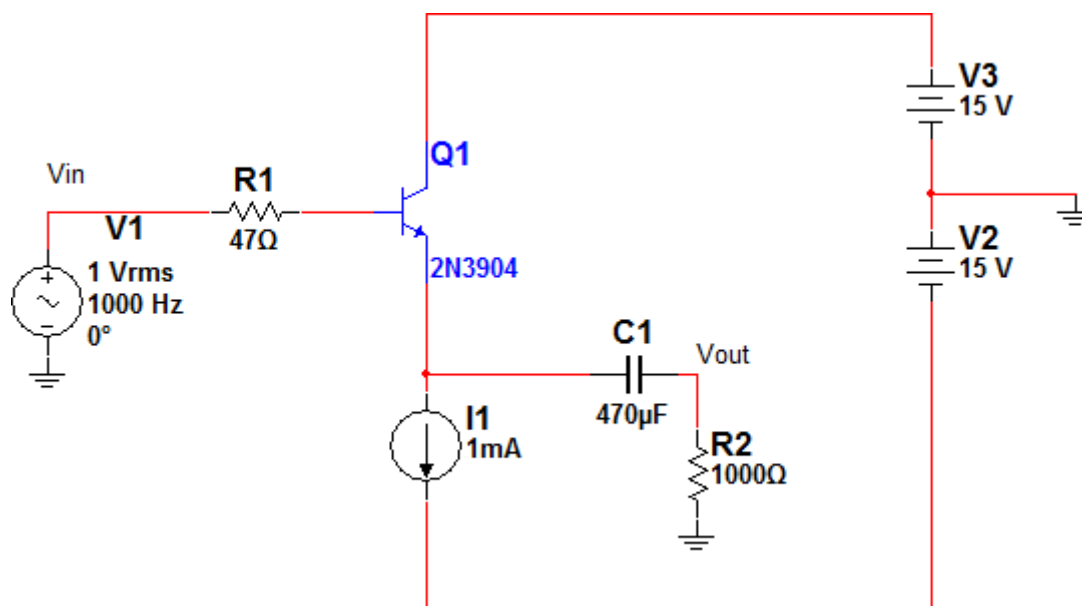 V3
15 V
Q1
Vin
R1
V1
47Ω
1 Vrms
1000 Hz
0°
2N3904
V2
15 V
C1
Vout
470µF
I1
1mA
R2
1000Ω